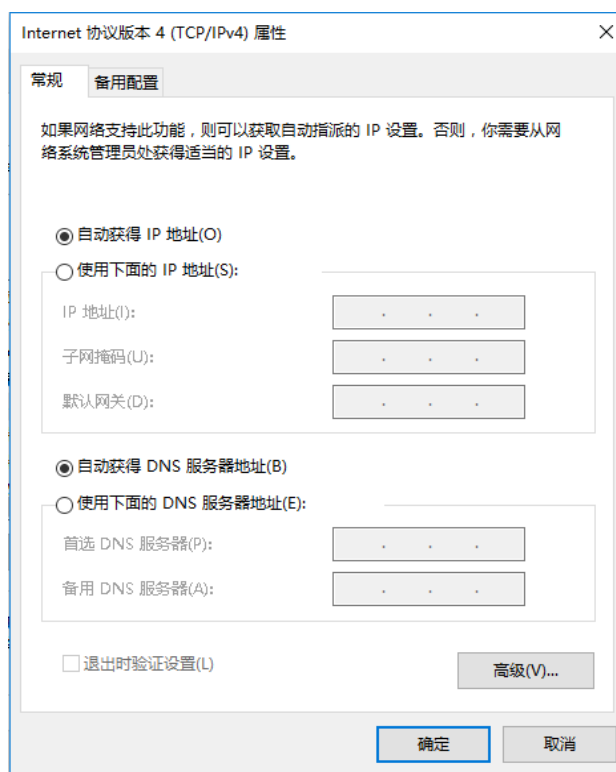 Internet 协议版本 4 (TCP/IPv4) 属性
常规
备用配置
如果网络支持此功能，则可以获取自动指派的 IP 设置。否则，你需要从网
络系统管理员处获得适当的 IP 设置。
自动获得 IP 地址(O)
使用下面的 IP 地址(S):
IP 地址(I):
子网掩码(U):
默认网关(D):
自动获得 DNS 服务器地址(B)
使用下面的 DNS 服务器地址(E):
首选 DNS 服务器(P):
备用 DNS 服务器(A):
退出时验证设置(L)
高级(V)...
确定
取消